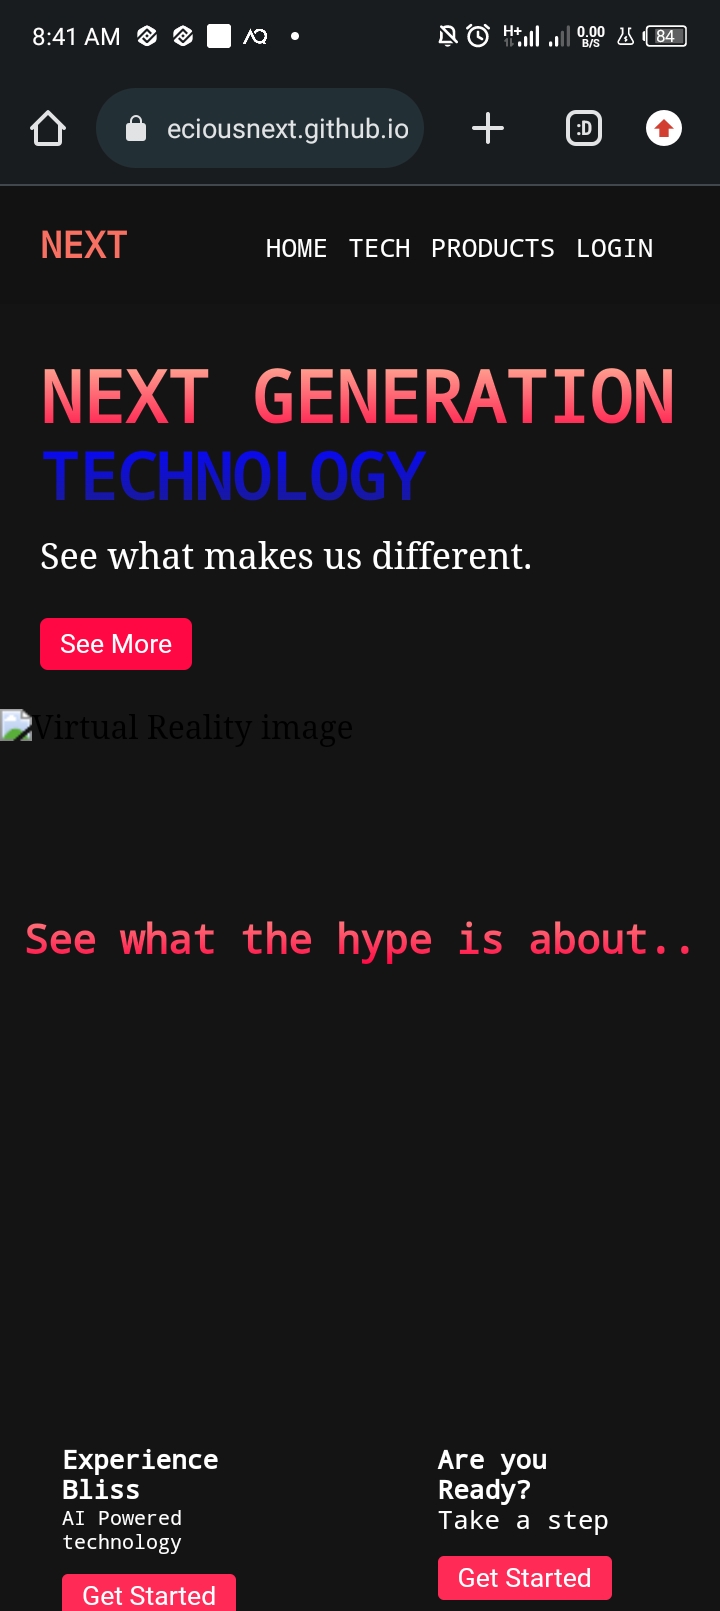 8:41 AM H+ 0.00 B/S 84
eciousnext.github.io :D
NEXT HOME TECH PRODUCTS LOGIN
NEXT GENERATION
TECHNOLOGY
See what makes us different.
See More
Virtual Reality image
See what the hype is about..
Experience
Bliss
AI Powered
technology
Get Started
Are you
Ready?
Take a step
Get Started